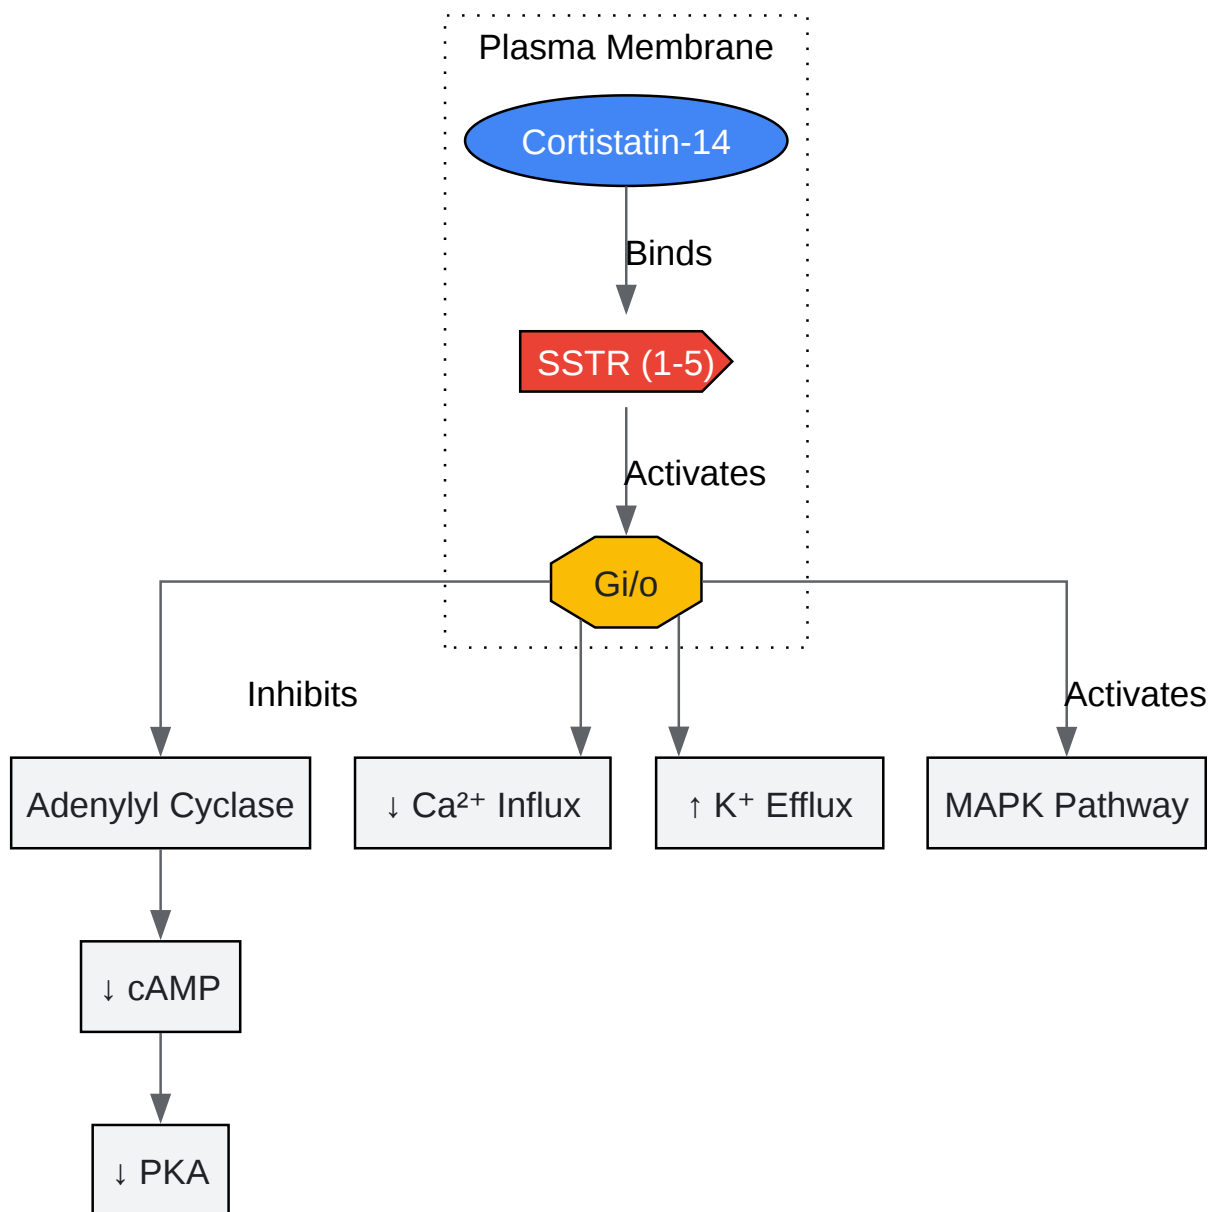 Plasma Membrane
Cortistatin-14
Binds
SSTR (1-5)
Activates
Gi/o
Inhibits
Activates
Adenylyl Cyclase
↓ Ca²⁺ Influx
↑ K⁺ Efflux
MAPK Pathway
↓ cAMP
↓ PKA